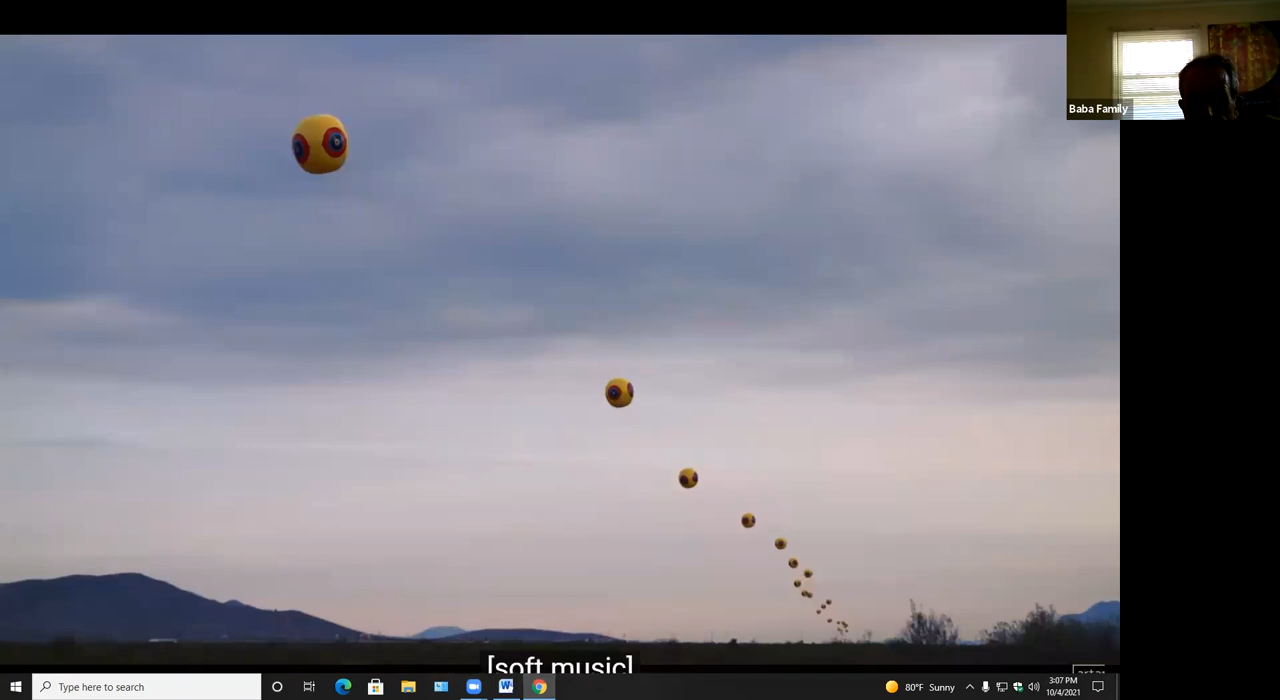 Baba Family
[soft music]
Type here to search
80°F Sunny
3:07 PM
10/4/2021